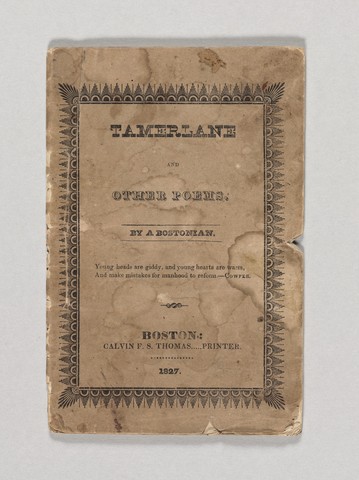 TAMERLANE
AND
OTHER POEMS.
BY A BOSTONIAN.
Young heads are giddy, and young hearts are warm,
And make mistakes for manhood to reform.—COWPER.
BOSTON:
CALVIN F. S. THOMAS.....PRINTER.
1827.